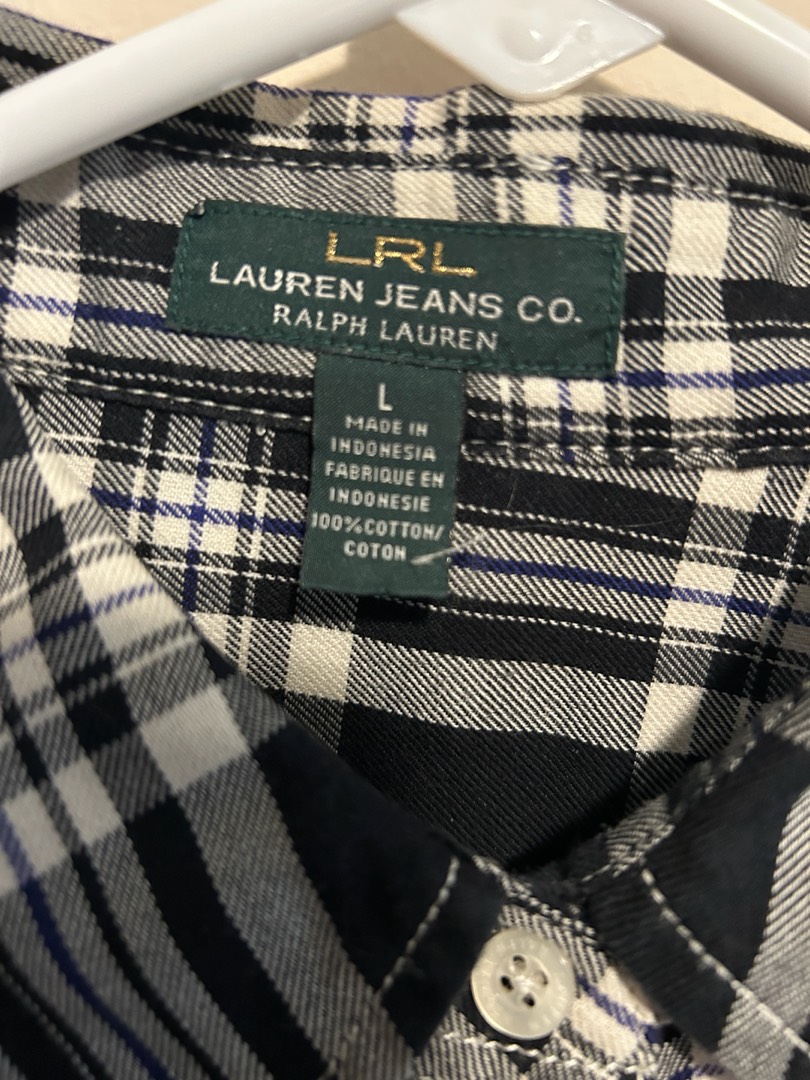 LRL
LAUREN JEANS CO.
RALPH LAUREN
L
MADE IN
INDONESIA
FABRIQUE EN
INDONESIE
100%COTTON/
COTON